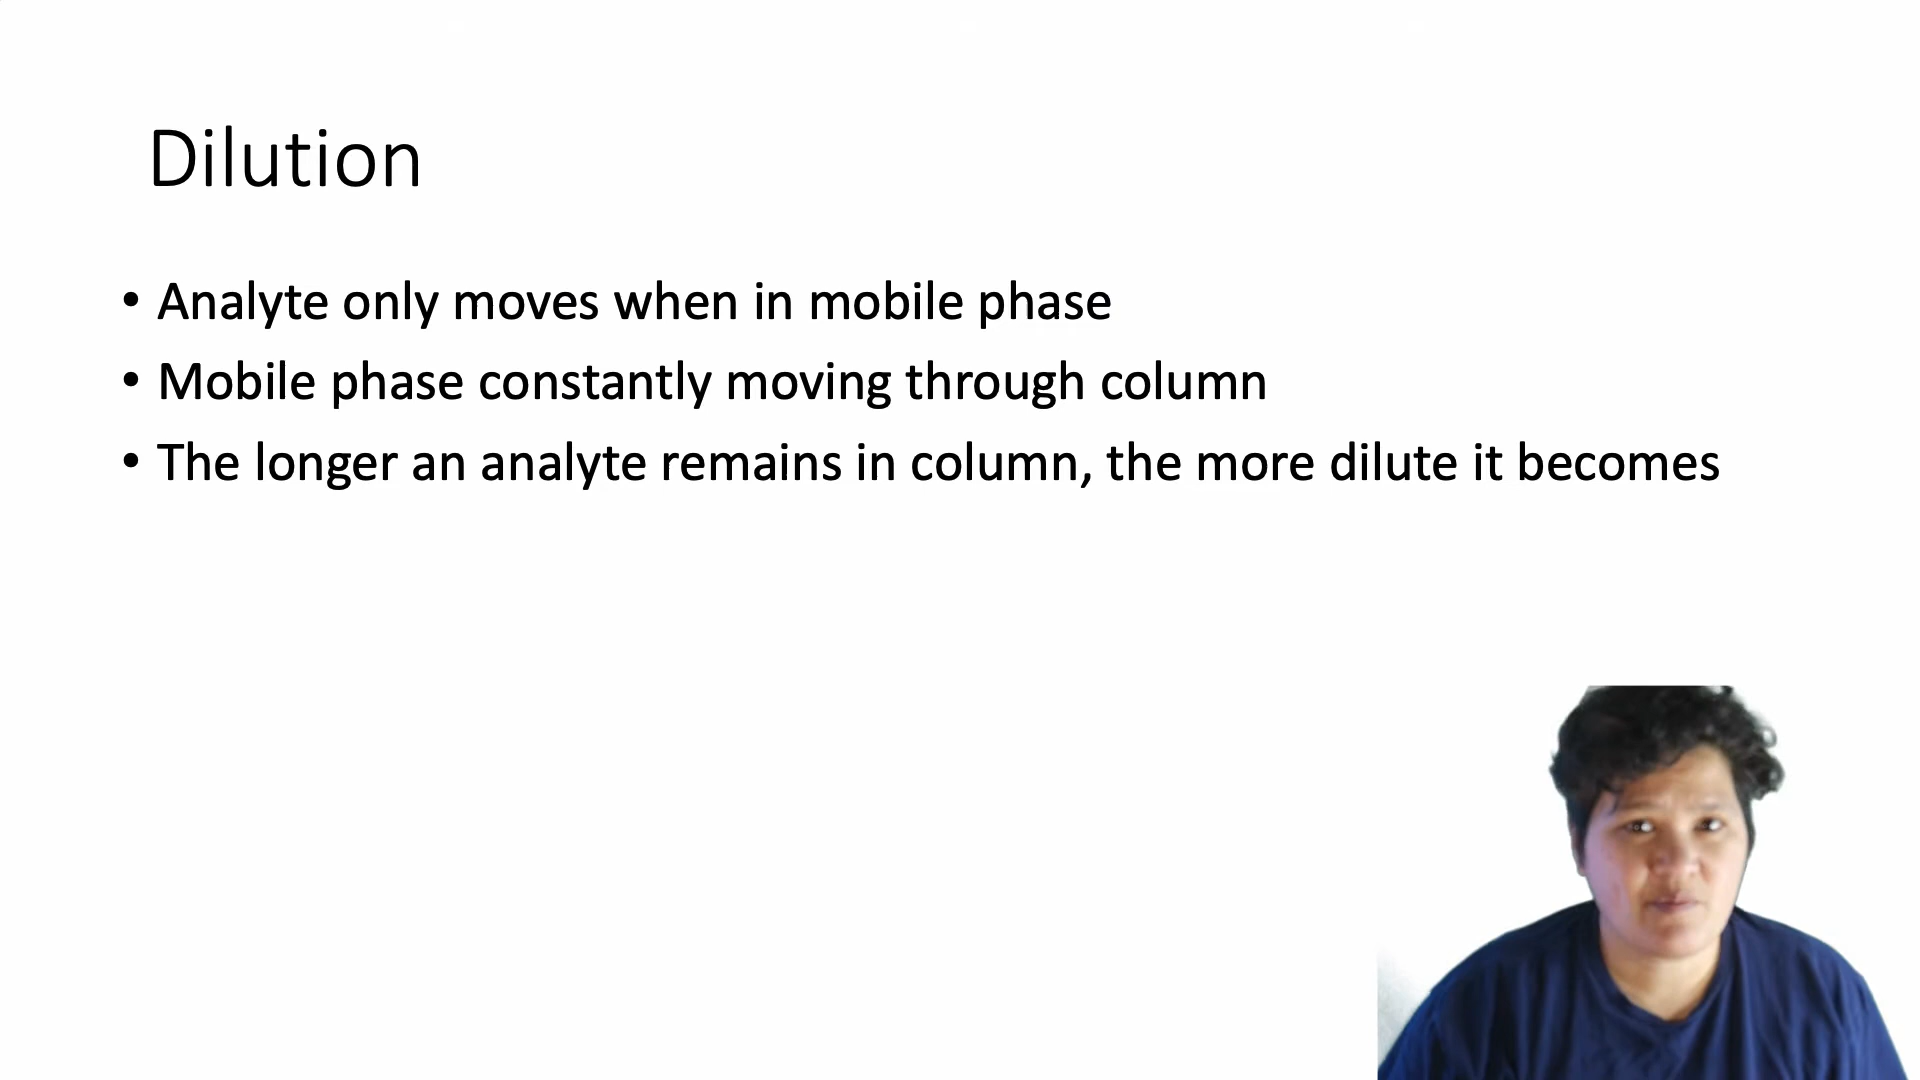 Dilution
• Analyte only moves when in mobile phase
• Mobile phase constantly moving through column
• The longer an analyte remains in column, the more dilute it becomes